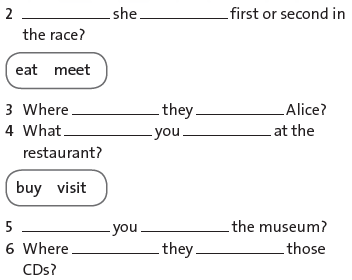 2 __________ she __________ first or second in
the race?
eat meet
3 Where __________ they __________ Alice?
4 What __________ you __________ at the
restaurant?
buy visit
5 __________ you __________ the museum?
6 Where __________ they __________ those
CDs?